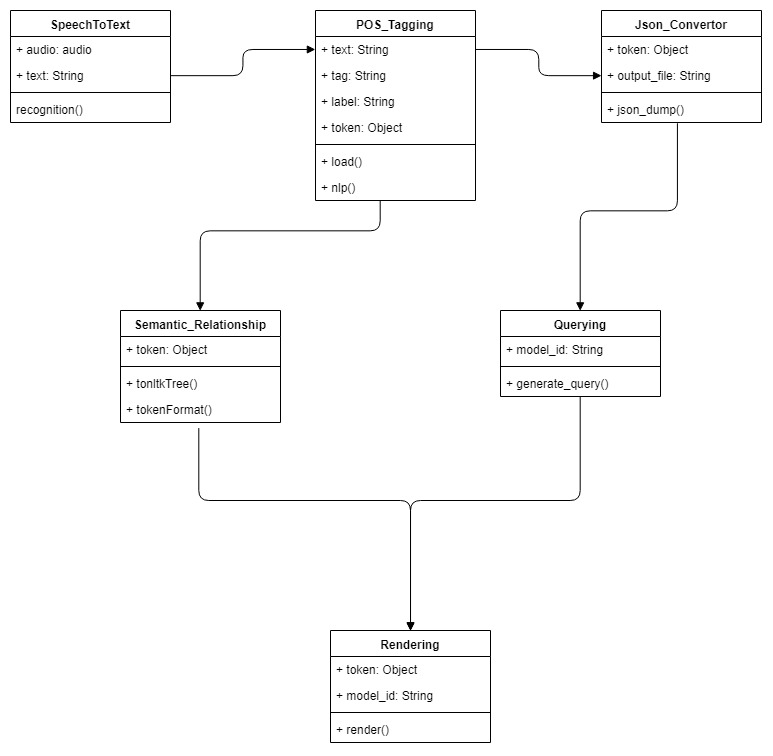 SpeechToText
+ audio: audio
+ text: String
recognition()
POS_Tagging
+ text: String
+ tag: String
+ label: String
+ token: Object
+ load()
+ nlp()
Json_Convertor
+ token: Object
+ output_file: String
+ json_dump()
Semantic_Relationship
+ token: Object
+ tonltkTree()
+ tokenFormat()
Querying
+ model_id: String
+ generate_query()
Rendering
+ token: Object
+ model_id: String
+ render()